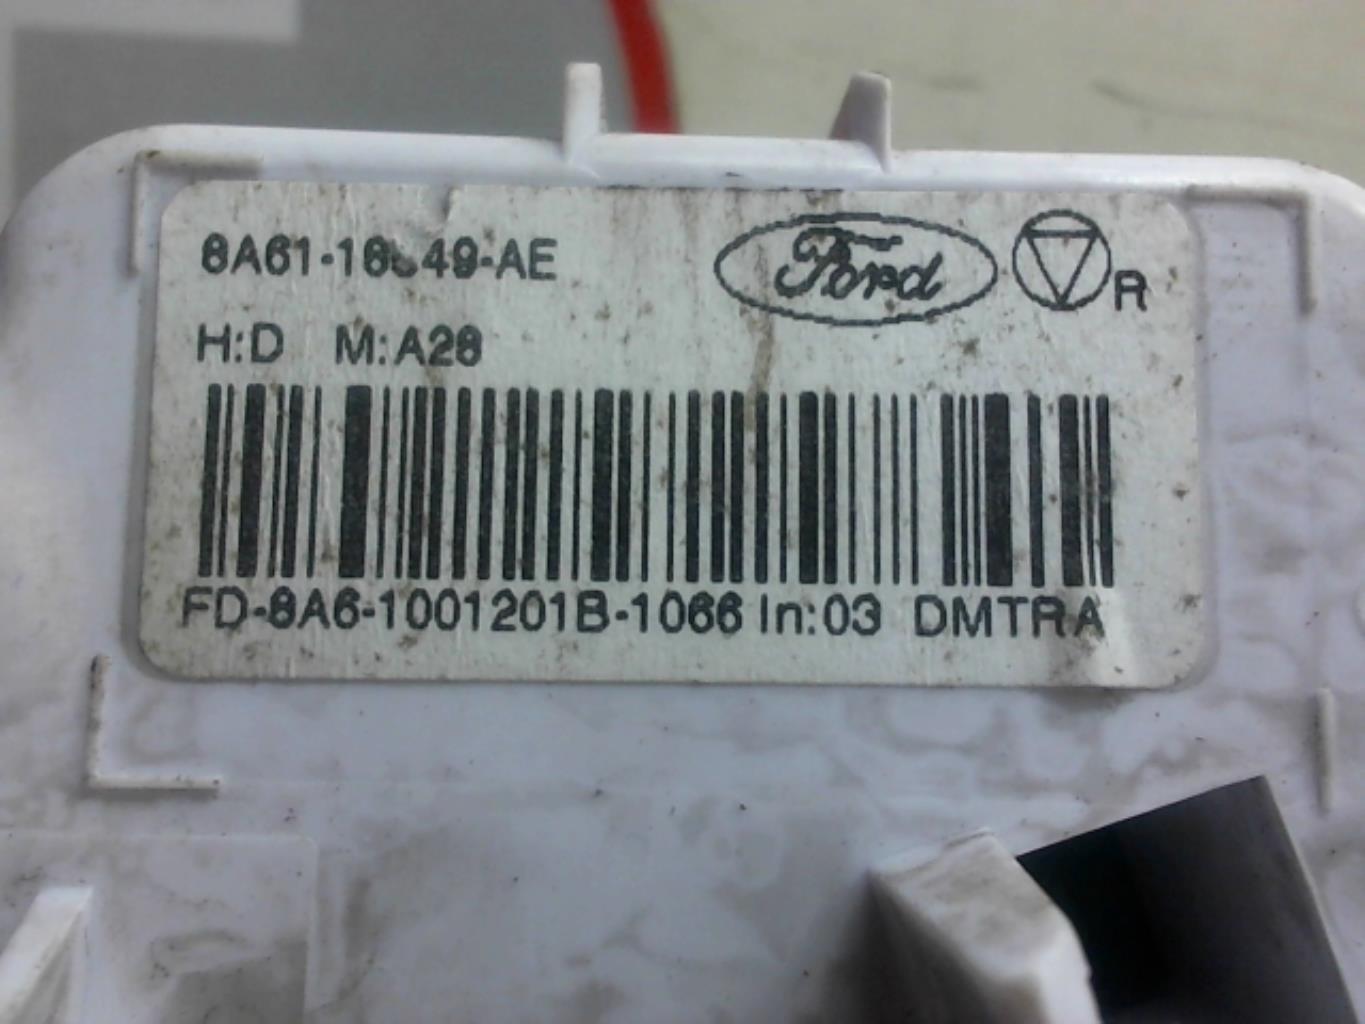 Ford
R
H:D M:A28
FD-8A6-1001201B-1066 In:03 DMTRA